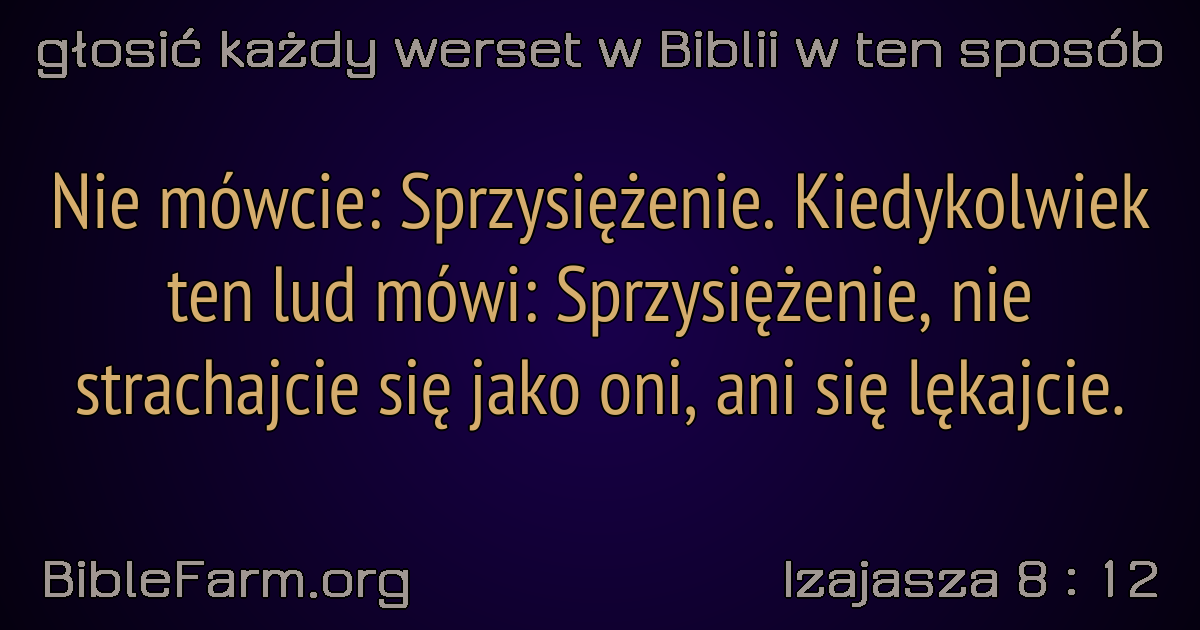 głosić każdy werset w Biblii w ten sposób
Nie mówcie: Sprzysiężenie. Kiedykolwiek
ten lud mówi: Sprzysiężenie, nie
strachajcie się jako oni, ani się lękajcie.
BibleFarm.org
Izajasza 8 : 12